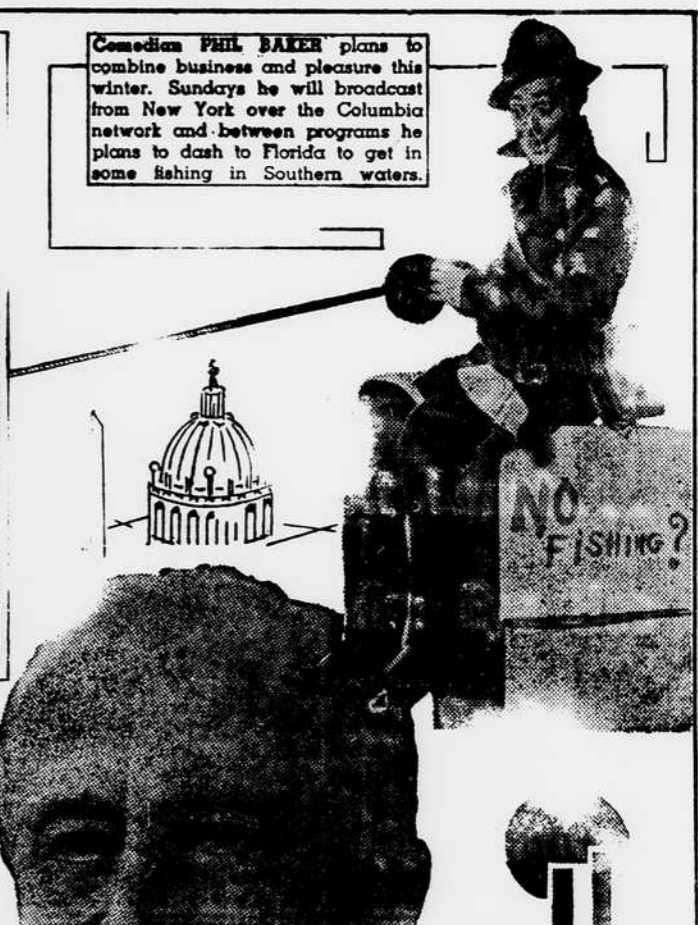 Comedian PHIL BAKER plans to
combine business and pleasure this
winter. Sundays he will broadcast
from New York over the Columbia
network and between programs he
plans to dash to Florida to get in
some fishing in Southern waters.
NO
FISHING?